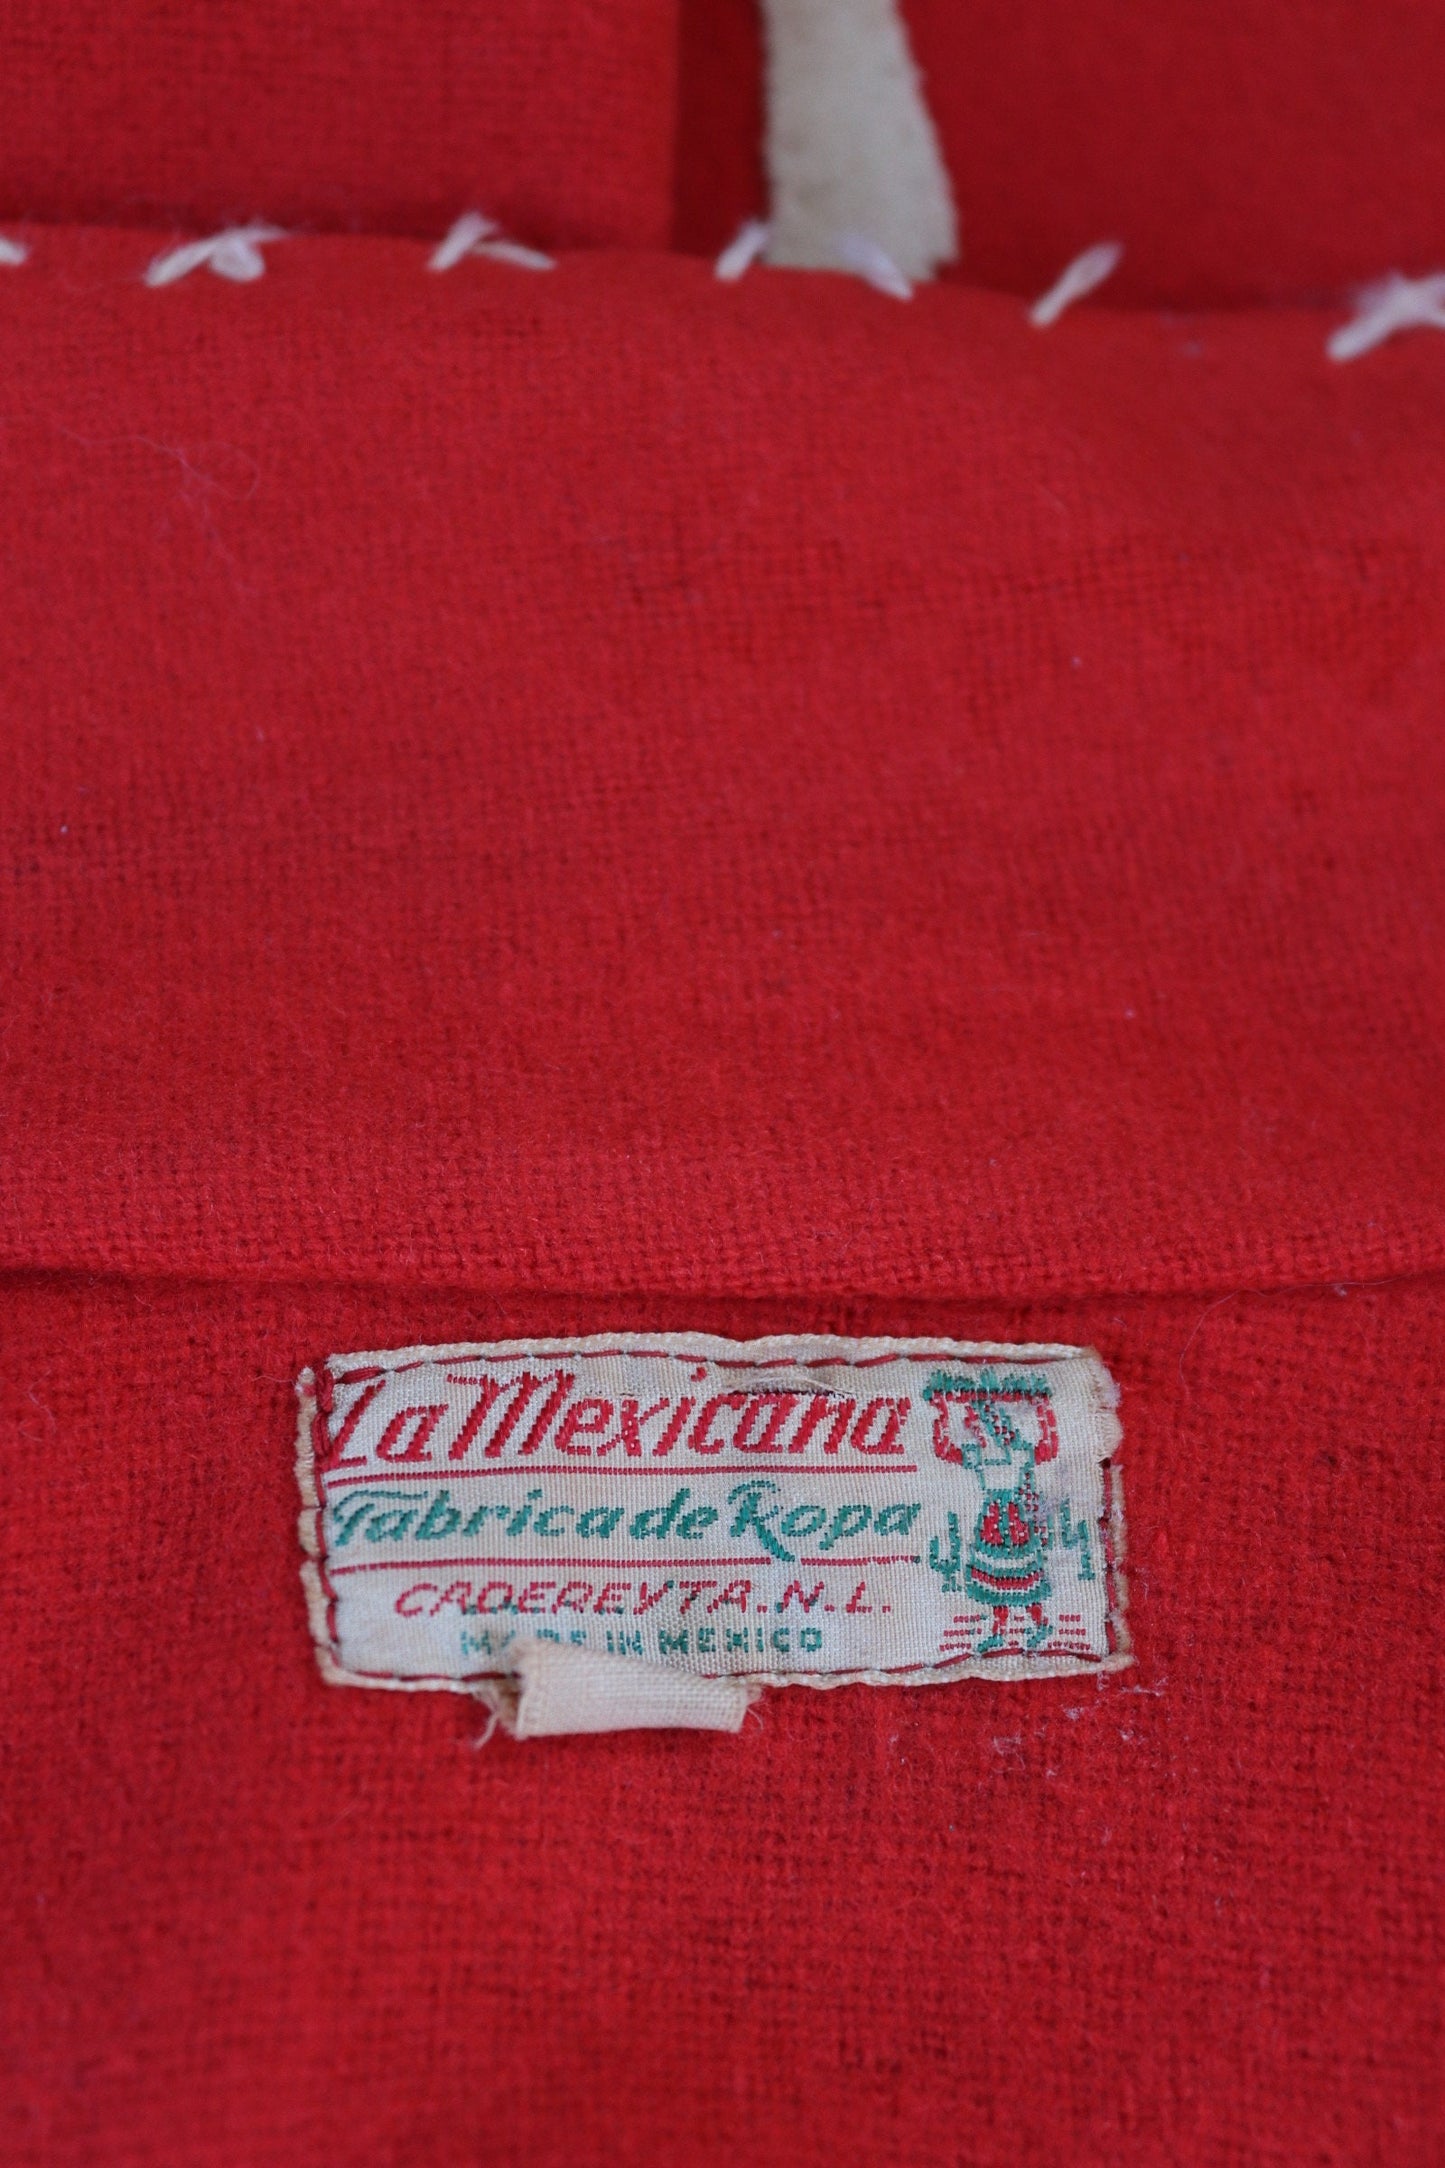 La Mexicana
Fabrica de Ropa
CADEREYTA. N. L.
MADE IN MEXICO